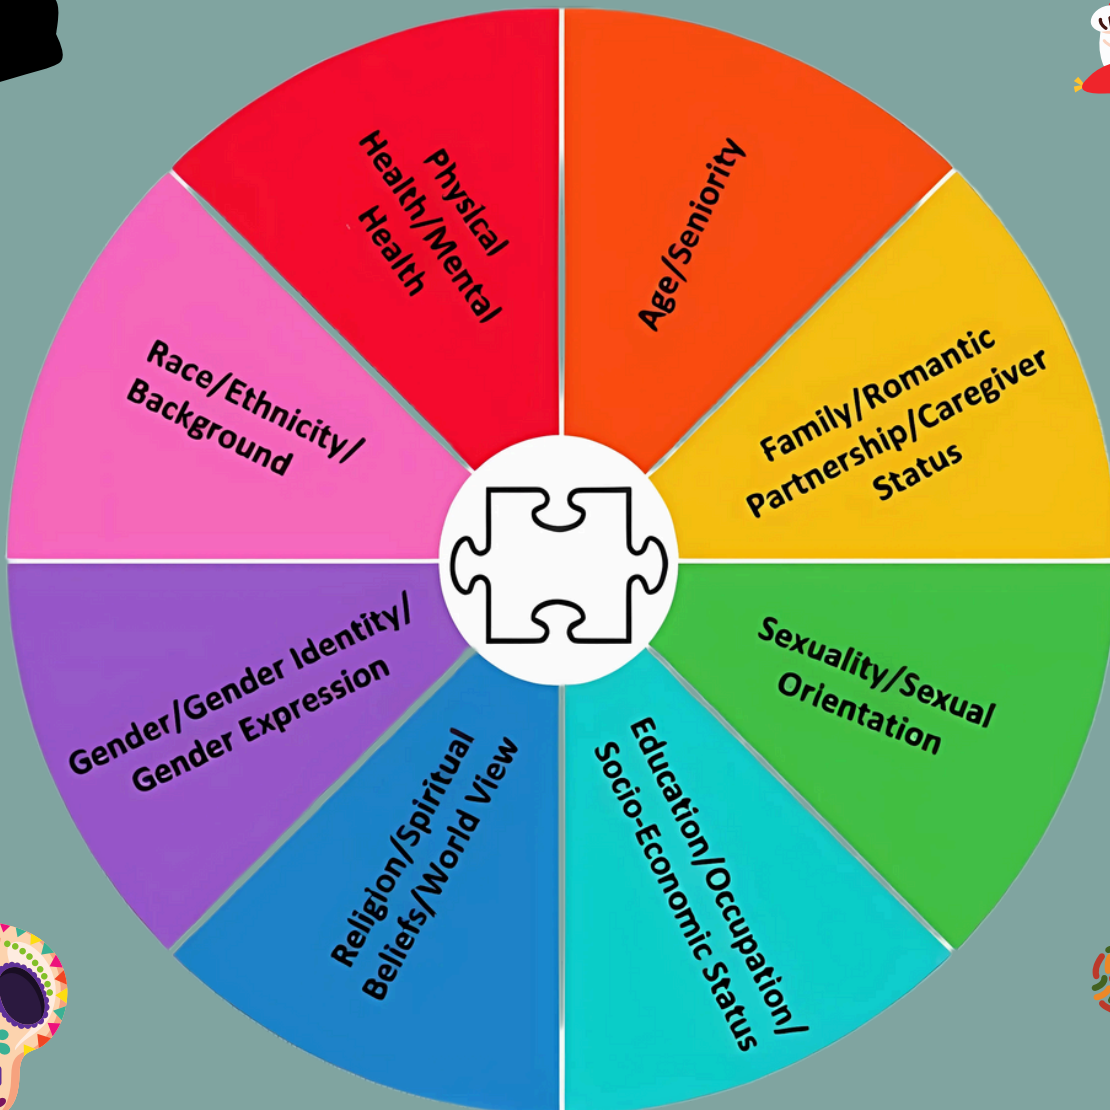 Physical
Health/Mental
Health
Age/Seniority
Family/Romantic
Partnership/Caregiver
Status
Sexuality/Sexual
Orientation
Education/Occupation/
Socio-Economic Status
Religion/Spiritual
Beliefs/World View
Gender/Gender Identity/
Gender Expression
Race/Ethnicity/
Background